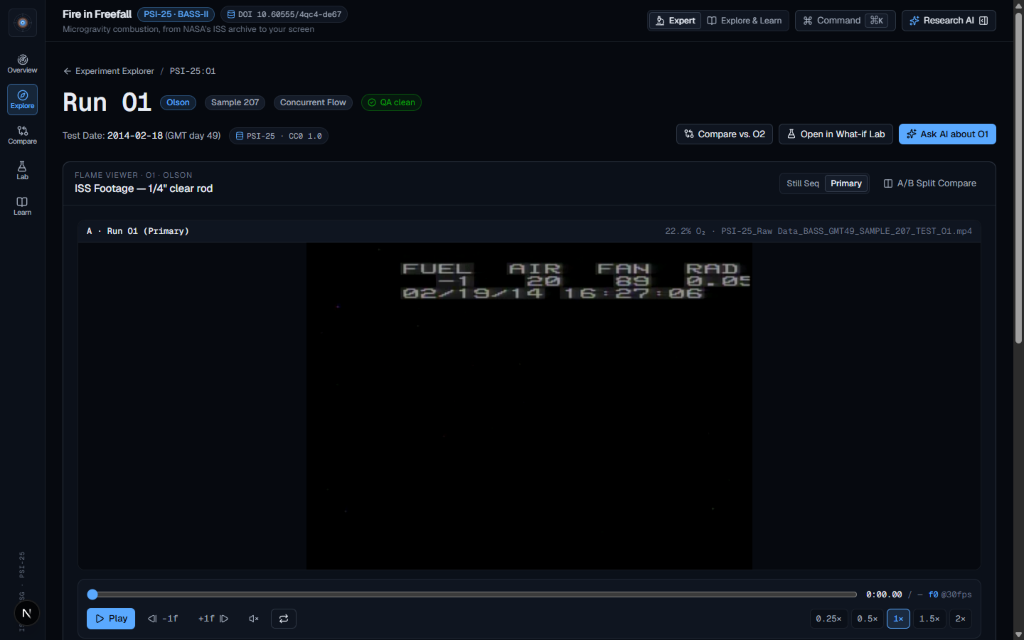 Fire in Freefall PSI-25 · BASS-II DOI 10.60555/4qc4-de67
Microgravity combustion, from NASA's ISS archive to your screen
Expert Explore & Learn Command ⌘K Research AI
Overview
Explore
Compare
Lab
Learn
← Experiment Explorer / PSI-25:O1
Run O1 Olson Sample 207 Concurrent Flow QA clean
Test Date: 2014-02-18 (GMT day 49) PSI-25 · CC0 1.0
Compare vs. O2 Open in What-if Lab Ask AI about O1
FLAME VIEWER · O1 · OLSON
ISS Footage — 1/4" clear rod
Still Seq Primary A/B Split Compare
A · Run O1 (Primary) 22.2% O₂ · PSI-25_Raw Data_BASS_GMT49_SAMPLE_207_TEST_O1.mp4
FUEL AIR FAN RAD
-1 20 89 0.05
02/19/14 16:27:06
0:00.00 / — f0 @30fps
Play -1f +1f 0.25× 0.5× 1× 1.5× 2×
PSI-25
N